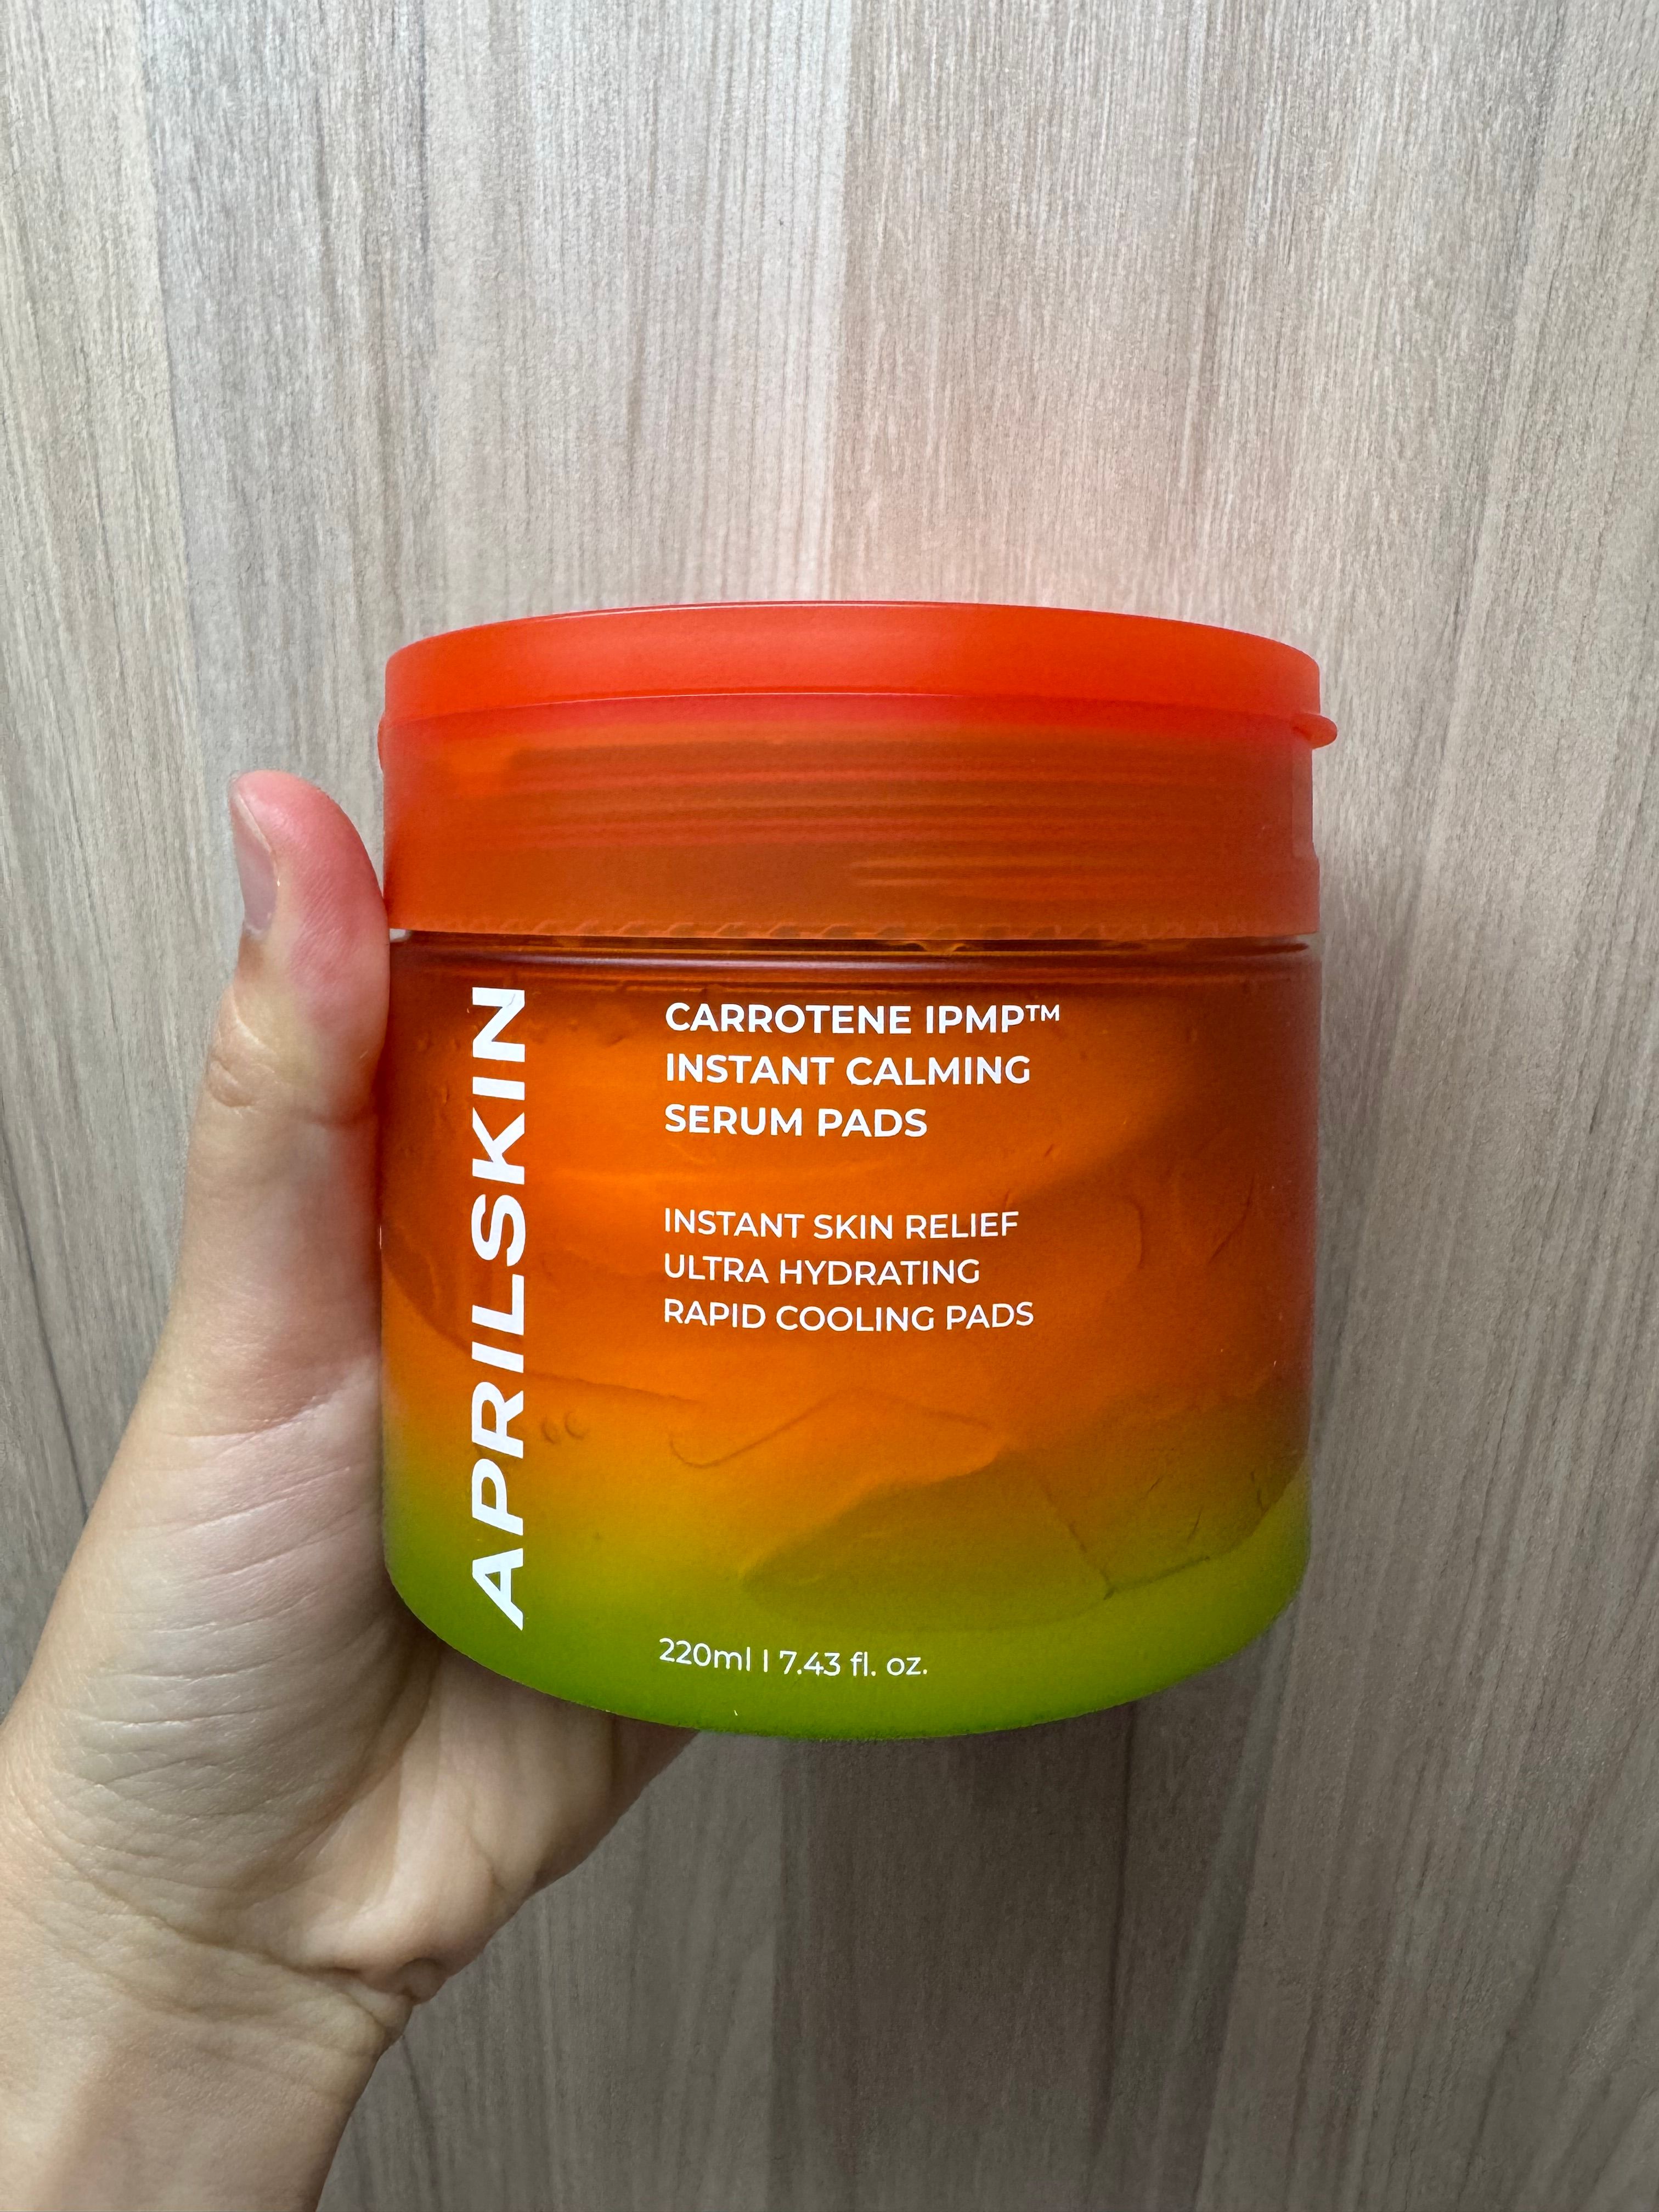 APRILSKIN
CARROTENE IPMP™
INSTANT CALMING
SERUM PADS
INSTANT SKIN RELIEF
ULTRA HYDRATING
RAPID COOLING PADS
220ml | 7.43 fl. oz.